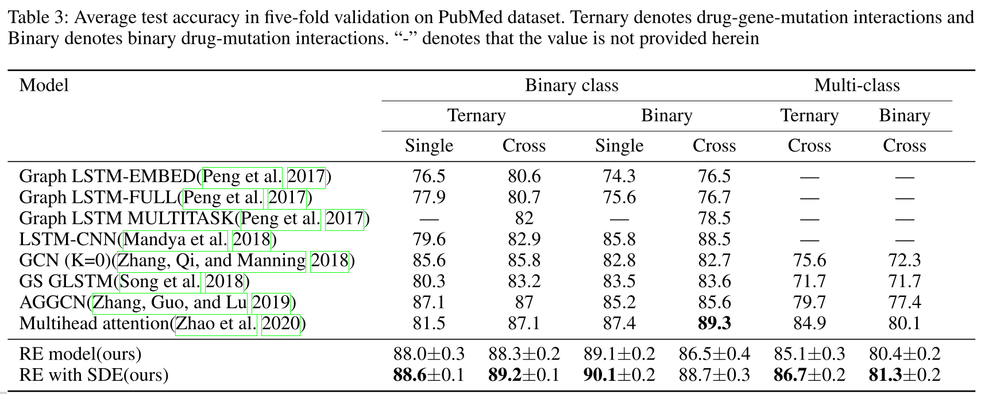 Table 3: Average test accuracy in five-fold validation on PubMed dataset. Ternary denotes drug-gene-mutation interactions and
Binary denotes binary drug-mutation interactions. “-” denotes that the value is not provided herein
Model Binary class Multi-class
Ternary Binary Ternary Binary
Single Cross Single Cross Cross Cross
Graph LSTM-EMBED(Peng et al. 2017) 76.5 80.6 74.3 76.5 — —
Graph LSTM-FULL(Peng et al. 2017) 77.9 80.7 75.6 76.7 — —
Graph LSTM MULTITASK(Peng et al. 2017) — 82 — 78.5 — —
LSTM-CNN(Mandya et al. 2018) 79.6 82.9 85.8 88.5 — —
GCN (K=0)(Zhang, Qi, and Manning 2018) 85.6 85.8 82.8 82.7 75.6 72.3
GS GLSTM(Song et al. 2018) 80.3 83.2 83.5 83.6 71.7 71.7
AGGCN(Zhang, Guo, and Lu 2019) 87.1 87 85.2 85.6 79.7 77.4
Multihead attention(Zhao et al. 2020) 81.5 87.1 87.4 89.3 84.9 80.1
RE model(ours) 88.0±0.3 88.3±0.2 89.1±0.2 86.5±0.4 85.1±0.3 80.4±0.2
RE with SDE(ours) 88.6±0.1 89.2±0.1 90.1±0.2 88.7±0.3 86.7±0.2 81.3±0.2